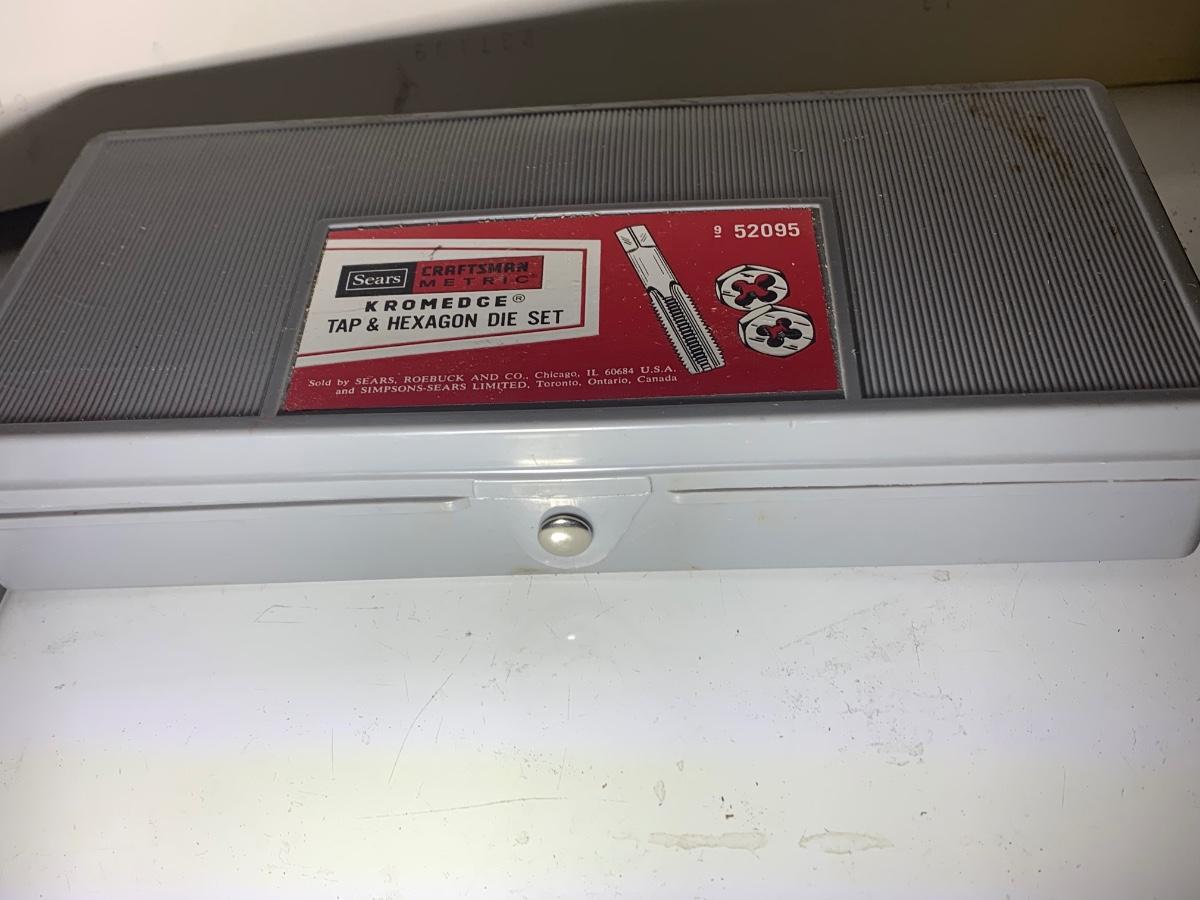 9 52095
Sears CRAFTSMAN
METRIC
KROMEDGE®
TAP & HEXAGON DIE SET
Sold by SEARS, ROEBUCK AND CO., Chicago, IL 60684 U.S.A.
and SIMPSONS-SEARS LIMITED, Toronto, Ontario, Canada